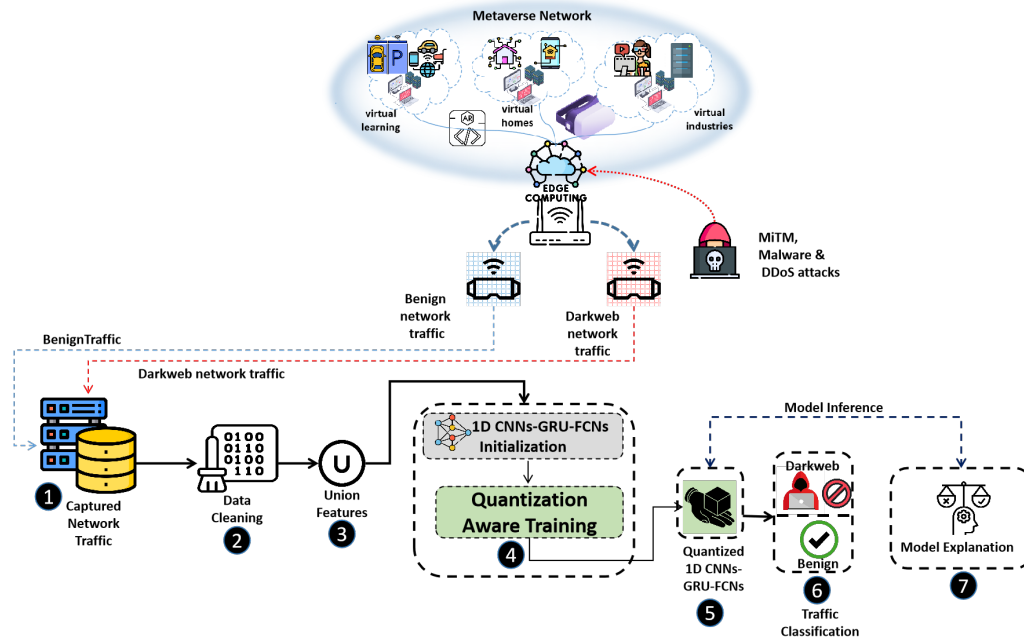 Metaverse Network
P
virtual
learning
AR
virtual
homes
virtual
industries
EDGE
COMPUTING
MiTM,
Malware &
DDoS attacks
Benign
network
traffic
Darkweb
network
traffic
BenignTraffic
Darkweb network traffic
1
Captured
Network
Traffic
0100
0110
0100
110
Data
Cleaning
2
U
Union
Features
3
1D CNNs-GRU-FCNs
Initialization
Quantization
Aware Training
4
Model Inference
Quantized
1D CNNs-
GRU-FCNs
5
Darkweb
Benign
6
Traffic
Classification
Model Explanation
7